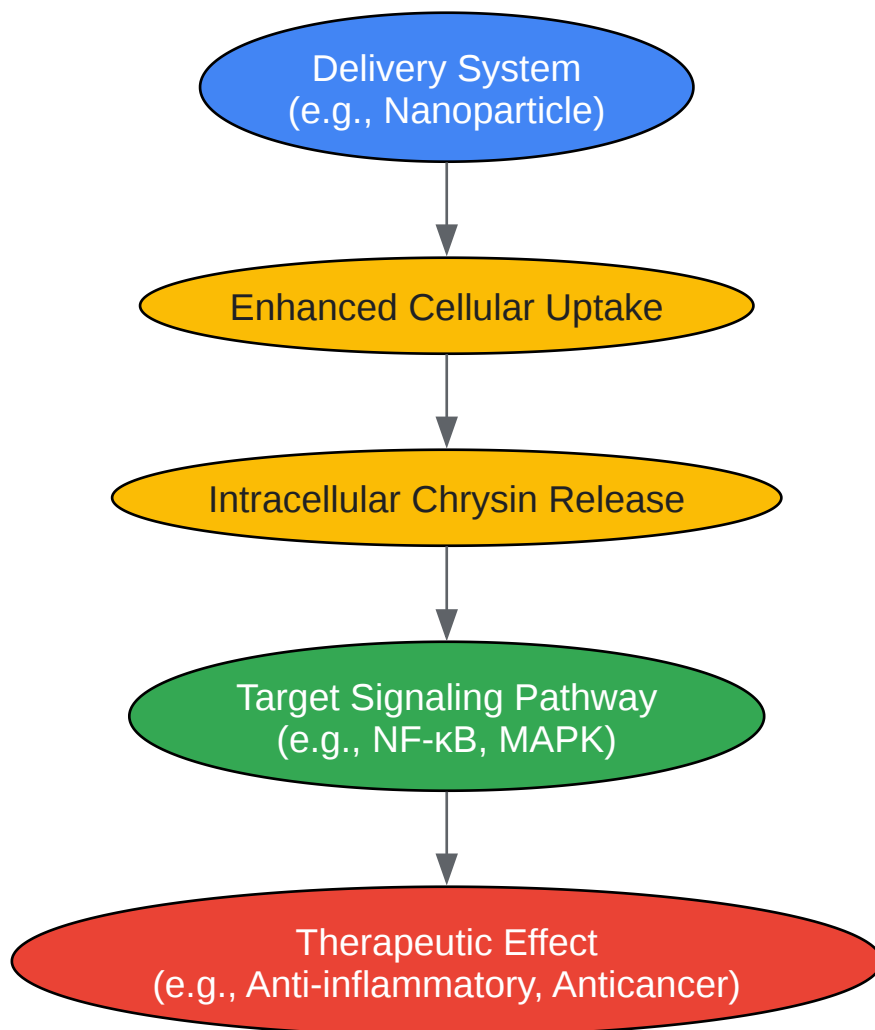 Delivery System
(e.g., Nanoparticle)
Enhanced Cellular Uptake
Intracellular Chrysin Release
Target Signaling Pathway
(e.g., NF-κB, MAPK)
Therapeutic Effect
(e.g., Anti-inflammatory, Anticancer)